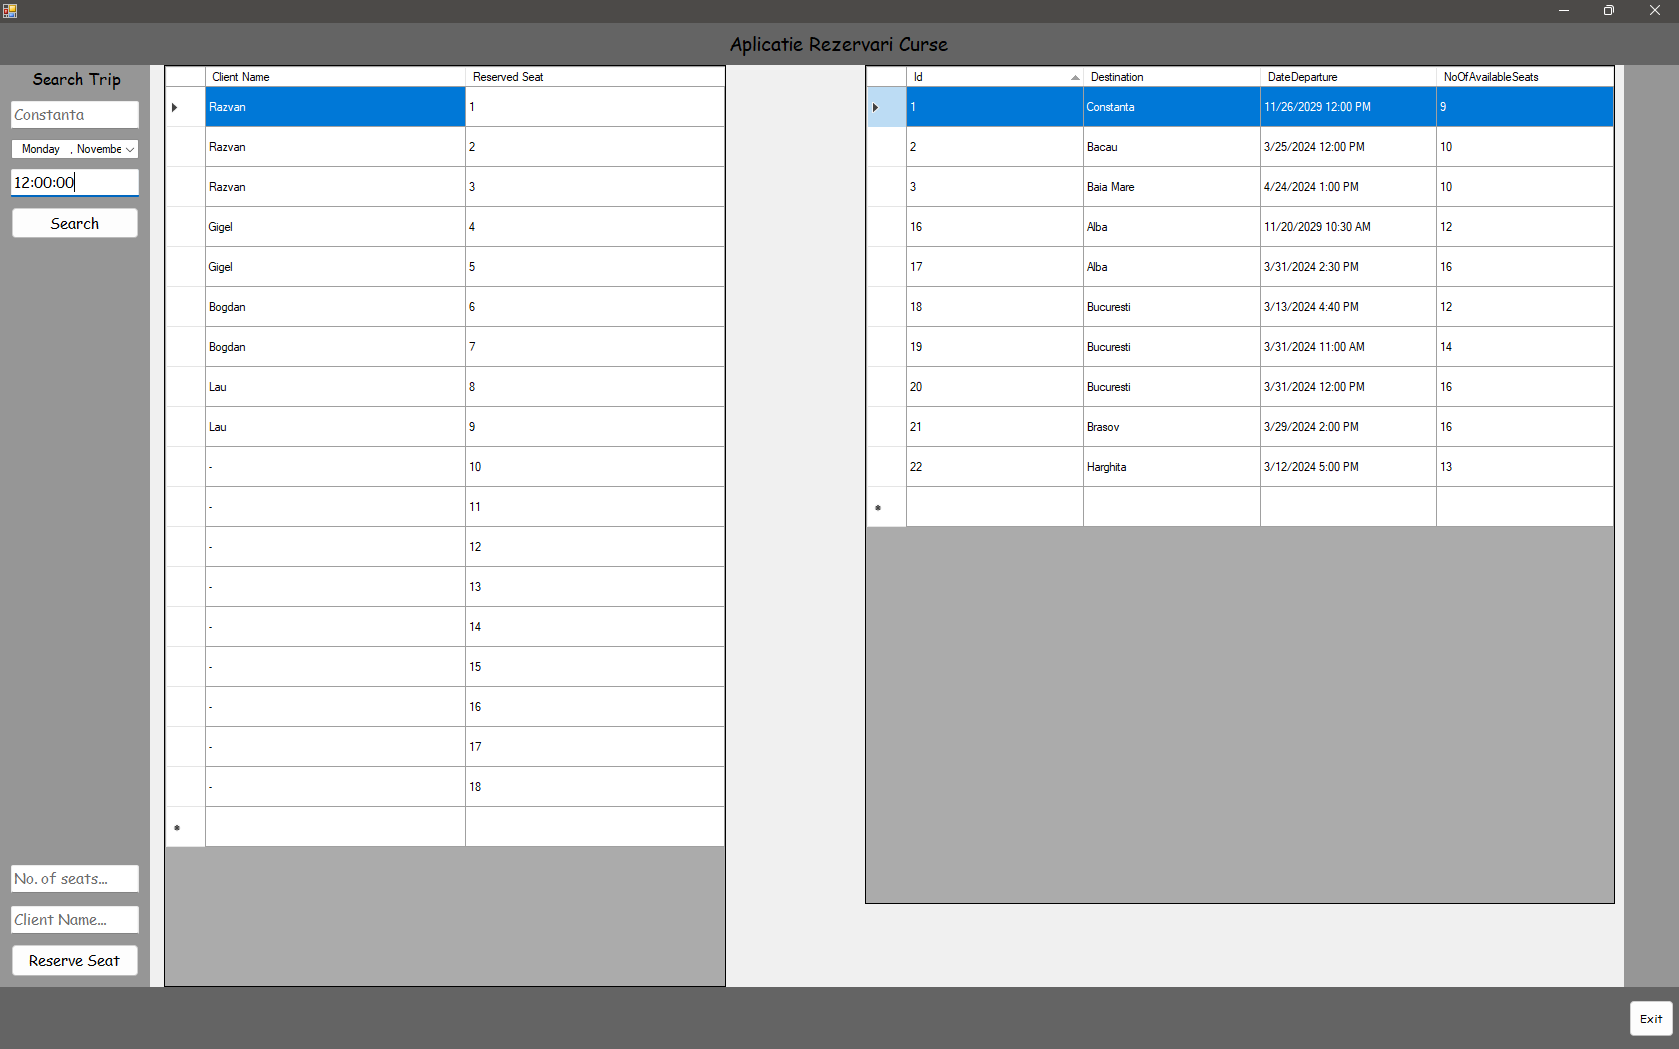 Aplicatie Rezervari Curse
Search Trip
Constanta
Monday , Novembe
12:00:00
Search
No. of seats...
Client Name...
Reserve Seat
Client Name Reserved Seat
Razvan 1
Razvan 2
Razvan 3
Gigel 4
Gigel 5
Bogdan 6
Bogdan 7
Lau 8
Lau 9
- 10
- 11
- 12
- 13
- 14
- 15
- 16
- 17
- 18
Id Destination DateDeparture NoOfAvailableSeats
1 Constanta 11/26/2029 12:00 PM 9
2 Bacau 3/25/2024 12:00 PM 10
3 Baia Mare 4/24/2024 1:00 PM 10
16 Alba 11/20/2029 10:30 AM 12
17 Alba 3/31/2024 2:30 PM 16
18 Bucuresti 3/13/2024 4:40 PM 12
19 Bucuresti 3/31/2024 11:00 AM 14
20 Bucuresti 3/31/2024 12:00 PM 16
21 Brasov 3/29/2024 2:00 PM 16
22 Harghita 3/12/2024 5:00 PM 13
Exit